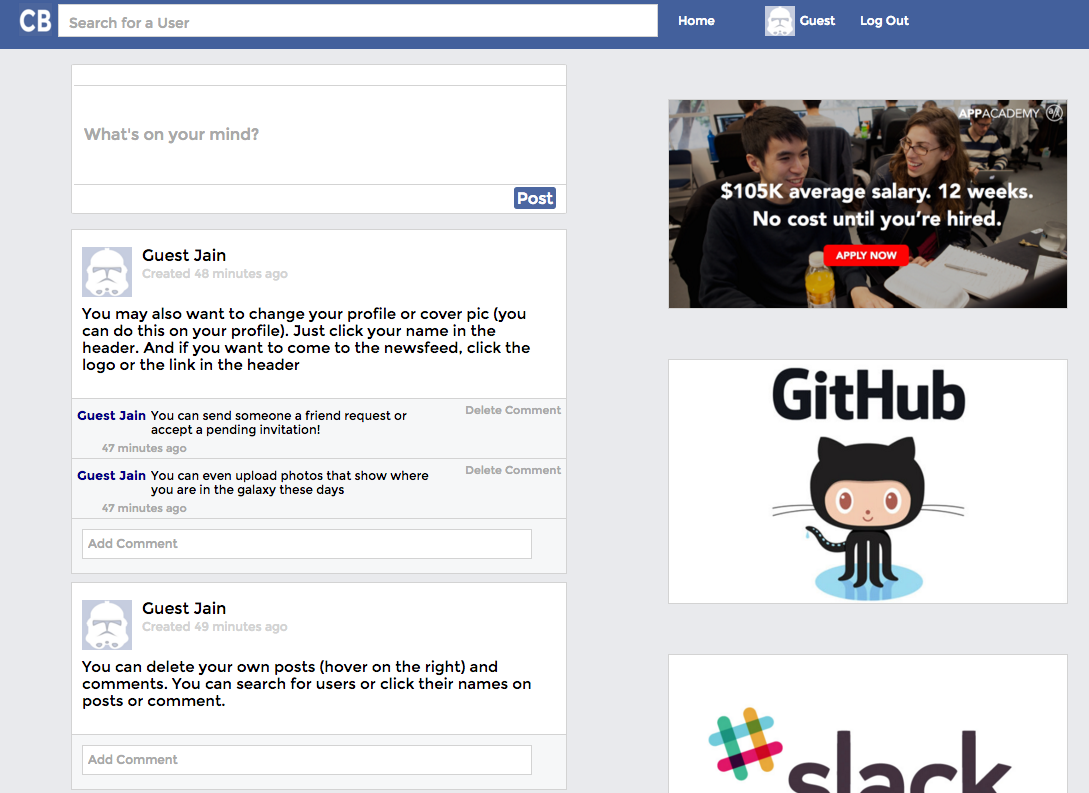 CB
Search for a User
Home
Guest
Log Out
What's on your mind?
Post
Guest Jain
Created 48 minutes ago
You may also want to change your profile or cover pic (you
can do this on your profile). Just click your name in the
header. And if you want to come to the newsfeed, click the
logo or the link in the header
Guest Jain You can send someone a friend request or
accept a pending invitation!
Delete Comment
47 minutes ago
Guest Jain You can even upload photos that show where
you are in the galaxy these days
Delete Comment
47 minutes ago
Add Comment
Guest Jain
Created 49 minutes ago
You can delete your own posts (hover on the right) and
comments. You can search for users or click their names on
posts or comment.
Add Comment
APPACADEMY
$105K average salary. 12 weeks.
No cost until you're hired.
APPLY NOW
GitHub
slack